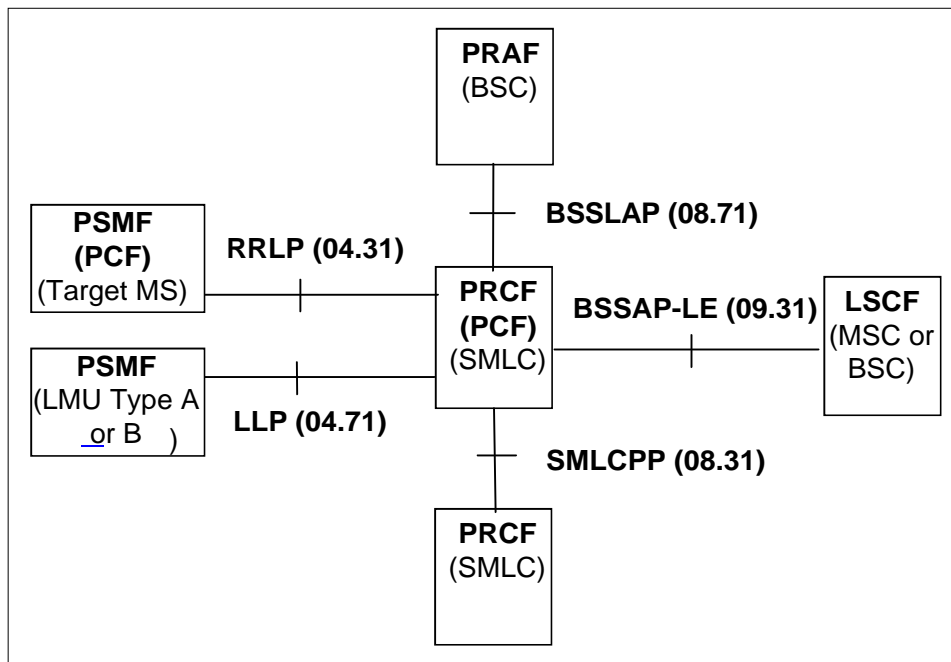 PRAF
(BSC)
BSSLAP (08.71)
PSMF
(PCF)
(Target MS)
RRLP (04.31)
PRCF
(PCF)
(SMLC)
BSSAP-LE (09.31)
LSCF
(MSC or
BSC)
PSMF
(LMU Type A
or B )
LLP (04.71)
SMLCPP (08.31)
PRCF
(SMLC)